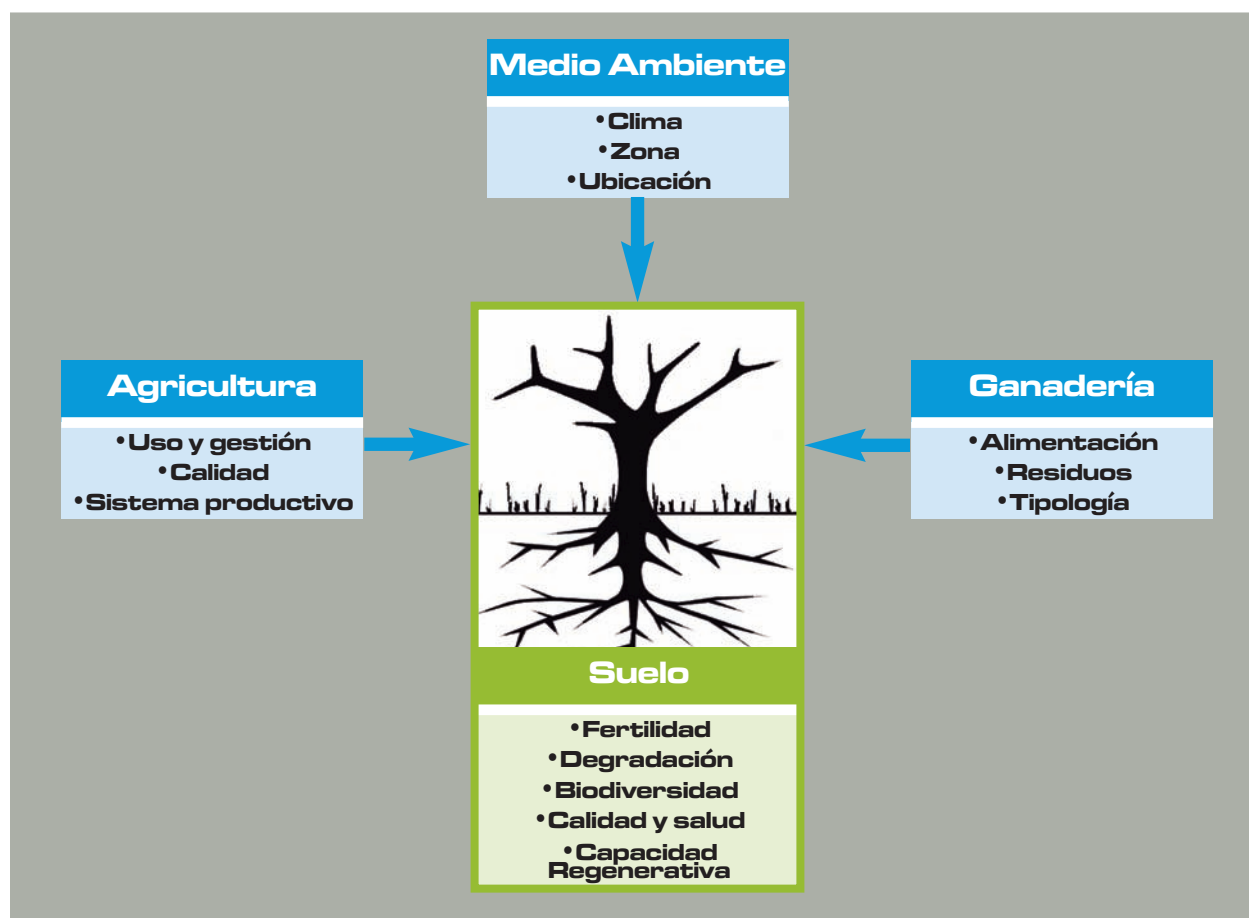 Medio Ambiente
•Clima
•Zona
•Ubicación
Agricultura
•Uso y gestión
•Calidad
•Sistema productivo
Ganadería
•Alimentación
•Residuos
•Tipología
Suelo
•Fertilidad
•Degradación
•Biodiversidad
•Calidad y salud
•Capacidad
Regenerativa